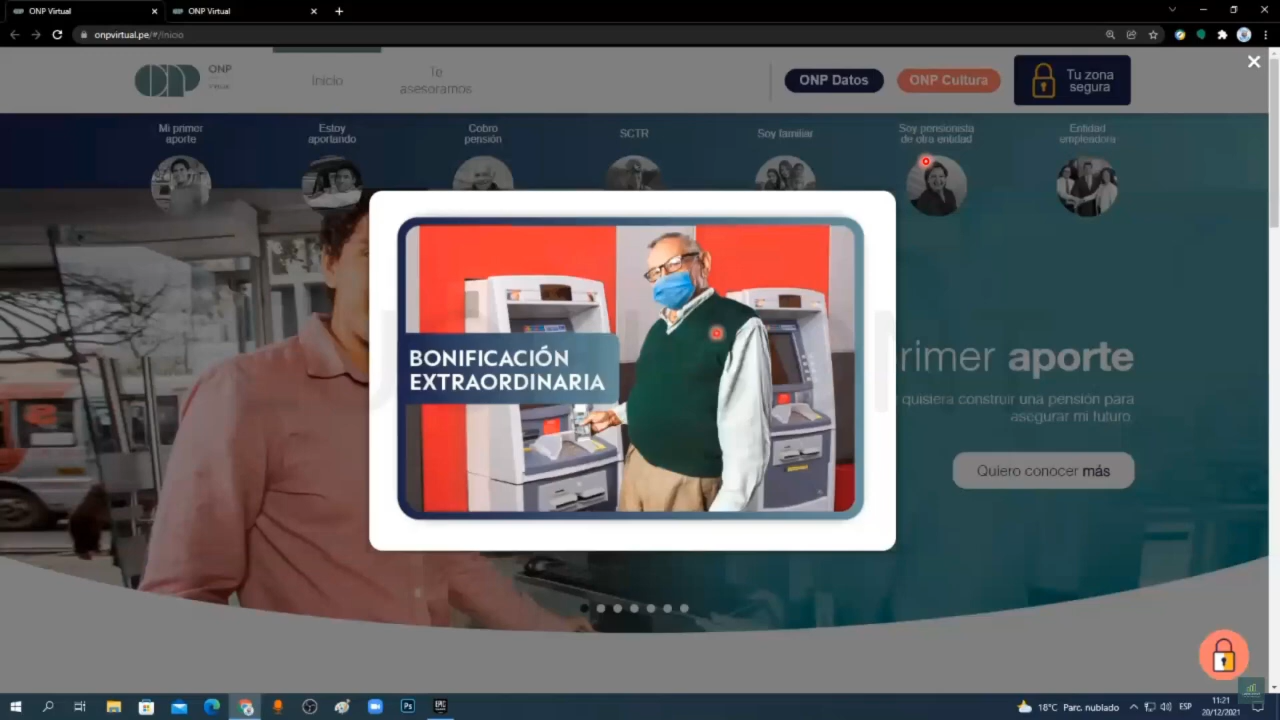 ONP Virtual
ONP Virtual
onpvirtual.pe/#/inicio
ONP
Virtual
Inicio
Te
asesoramos
ONP Datos
ONP Cultura
Tu zona
segura
Mi primer
aporte
Estoy
aportando
Cobro
pensión
SCTR
Soy familiar
Soy pensionista
de otra entidad
Entidad
empleadora
BONIFICACIÓN
EXTRAORDINARIA
rimer aporte
quisiera construir una pensión para
asegurar mi futuro.
Quiero conocer más
18°C Parc. nublado
ESP
11:21
20/12/2021